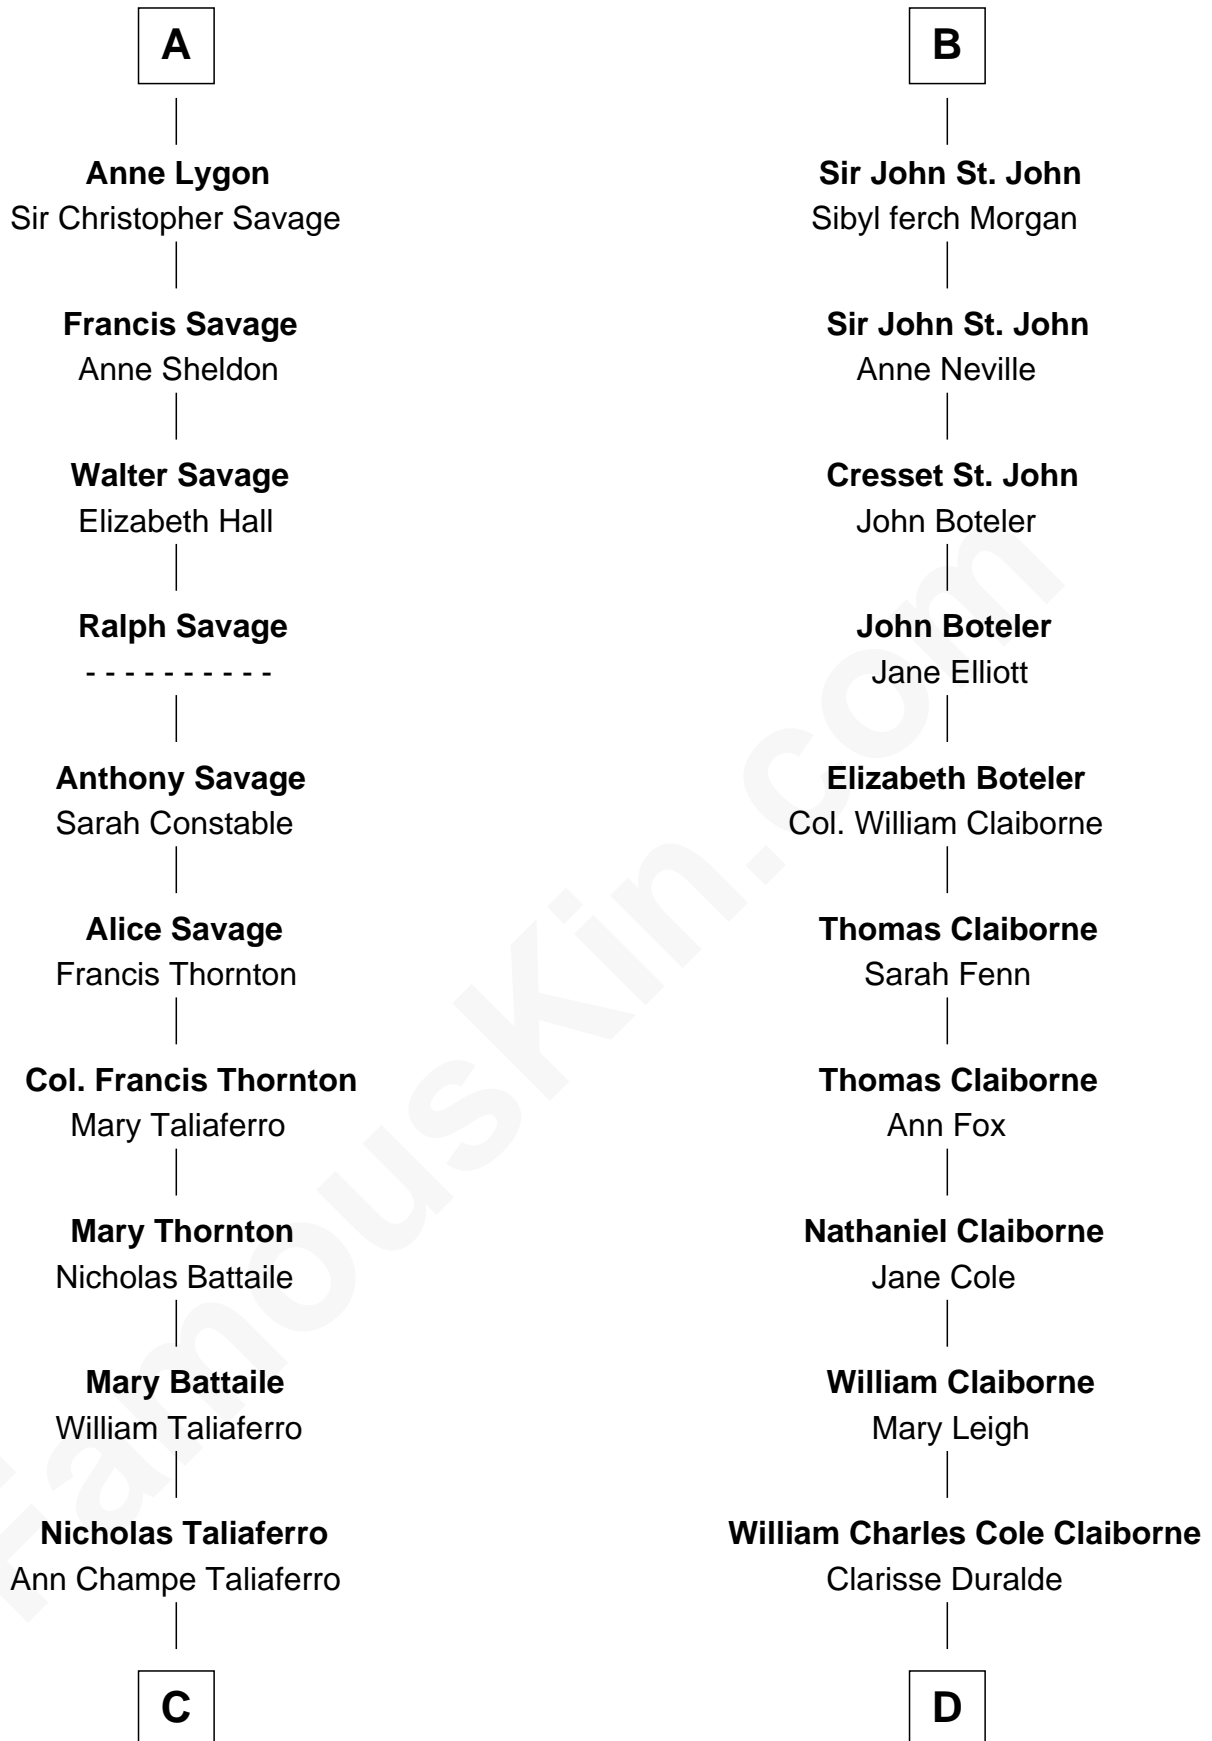 A
Anne Lygon
Sir Christopher Savage
Francis Savage
Anne Sheldon
Walter Savage
Elizabeth Hall
Ralph Savage
- - - - - - - - - -
Anthony Savage
Sarah Constable
Alice Savage
Francis Thornton
Col. Francis Thornton
Mary Taliaferro
Mary Thornton
Nicholas Battaile
Mary Battaile
William Taliaferro
Nicholas Taliaferro
Ann Champe Taliaferro
C
B
Sir John St. John
Sibyl ferch Morgan
Sir John St. John
Anne Neville
Cresset St. John
John Boteler
John Boteler
Jane Elliott
Elizabeth Boteler
Col. William Claiborne
Thomas Claiborne
Sarah Fenn
Thomas Claiborne
Ann Fox
Nathaniel Claiborne
Jane Cole
William Claiborne
Mary Leigh
William Charles Cole Claiborne
Clarisse Duralde
D
FamousKin.com